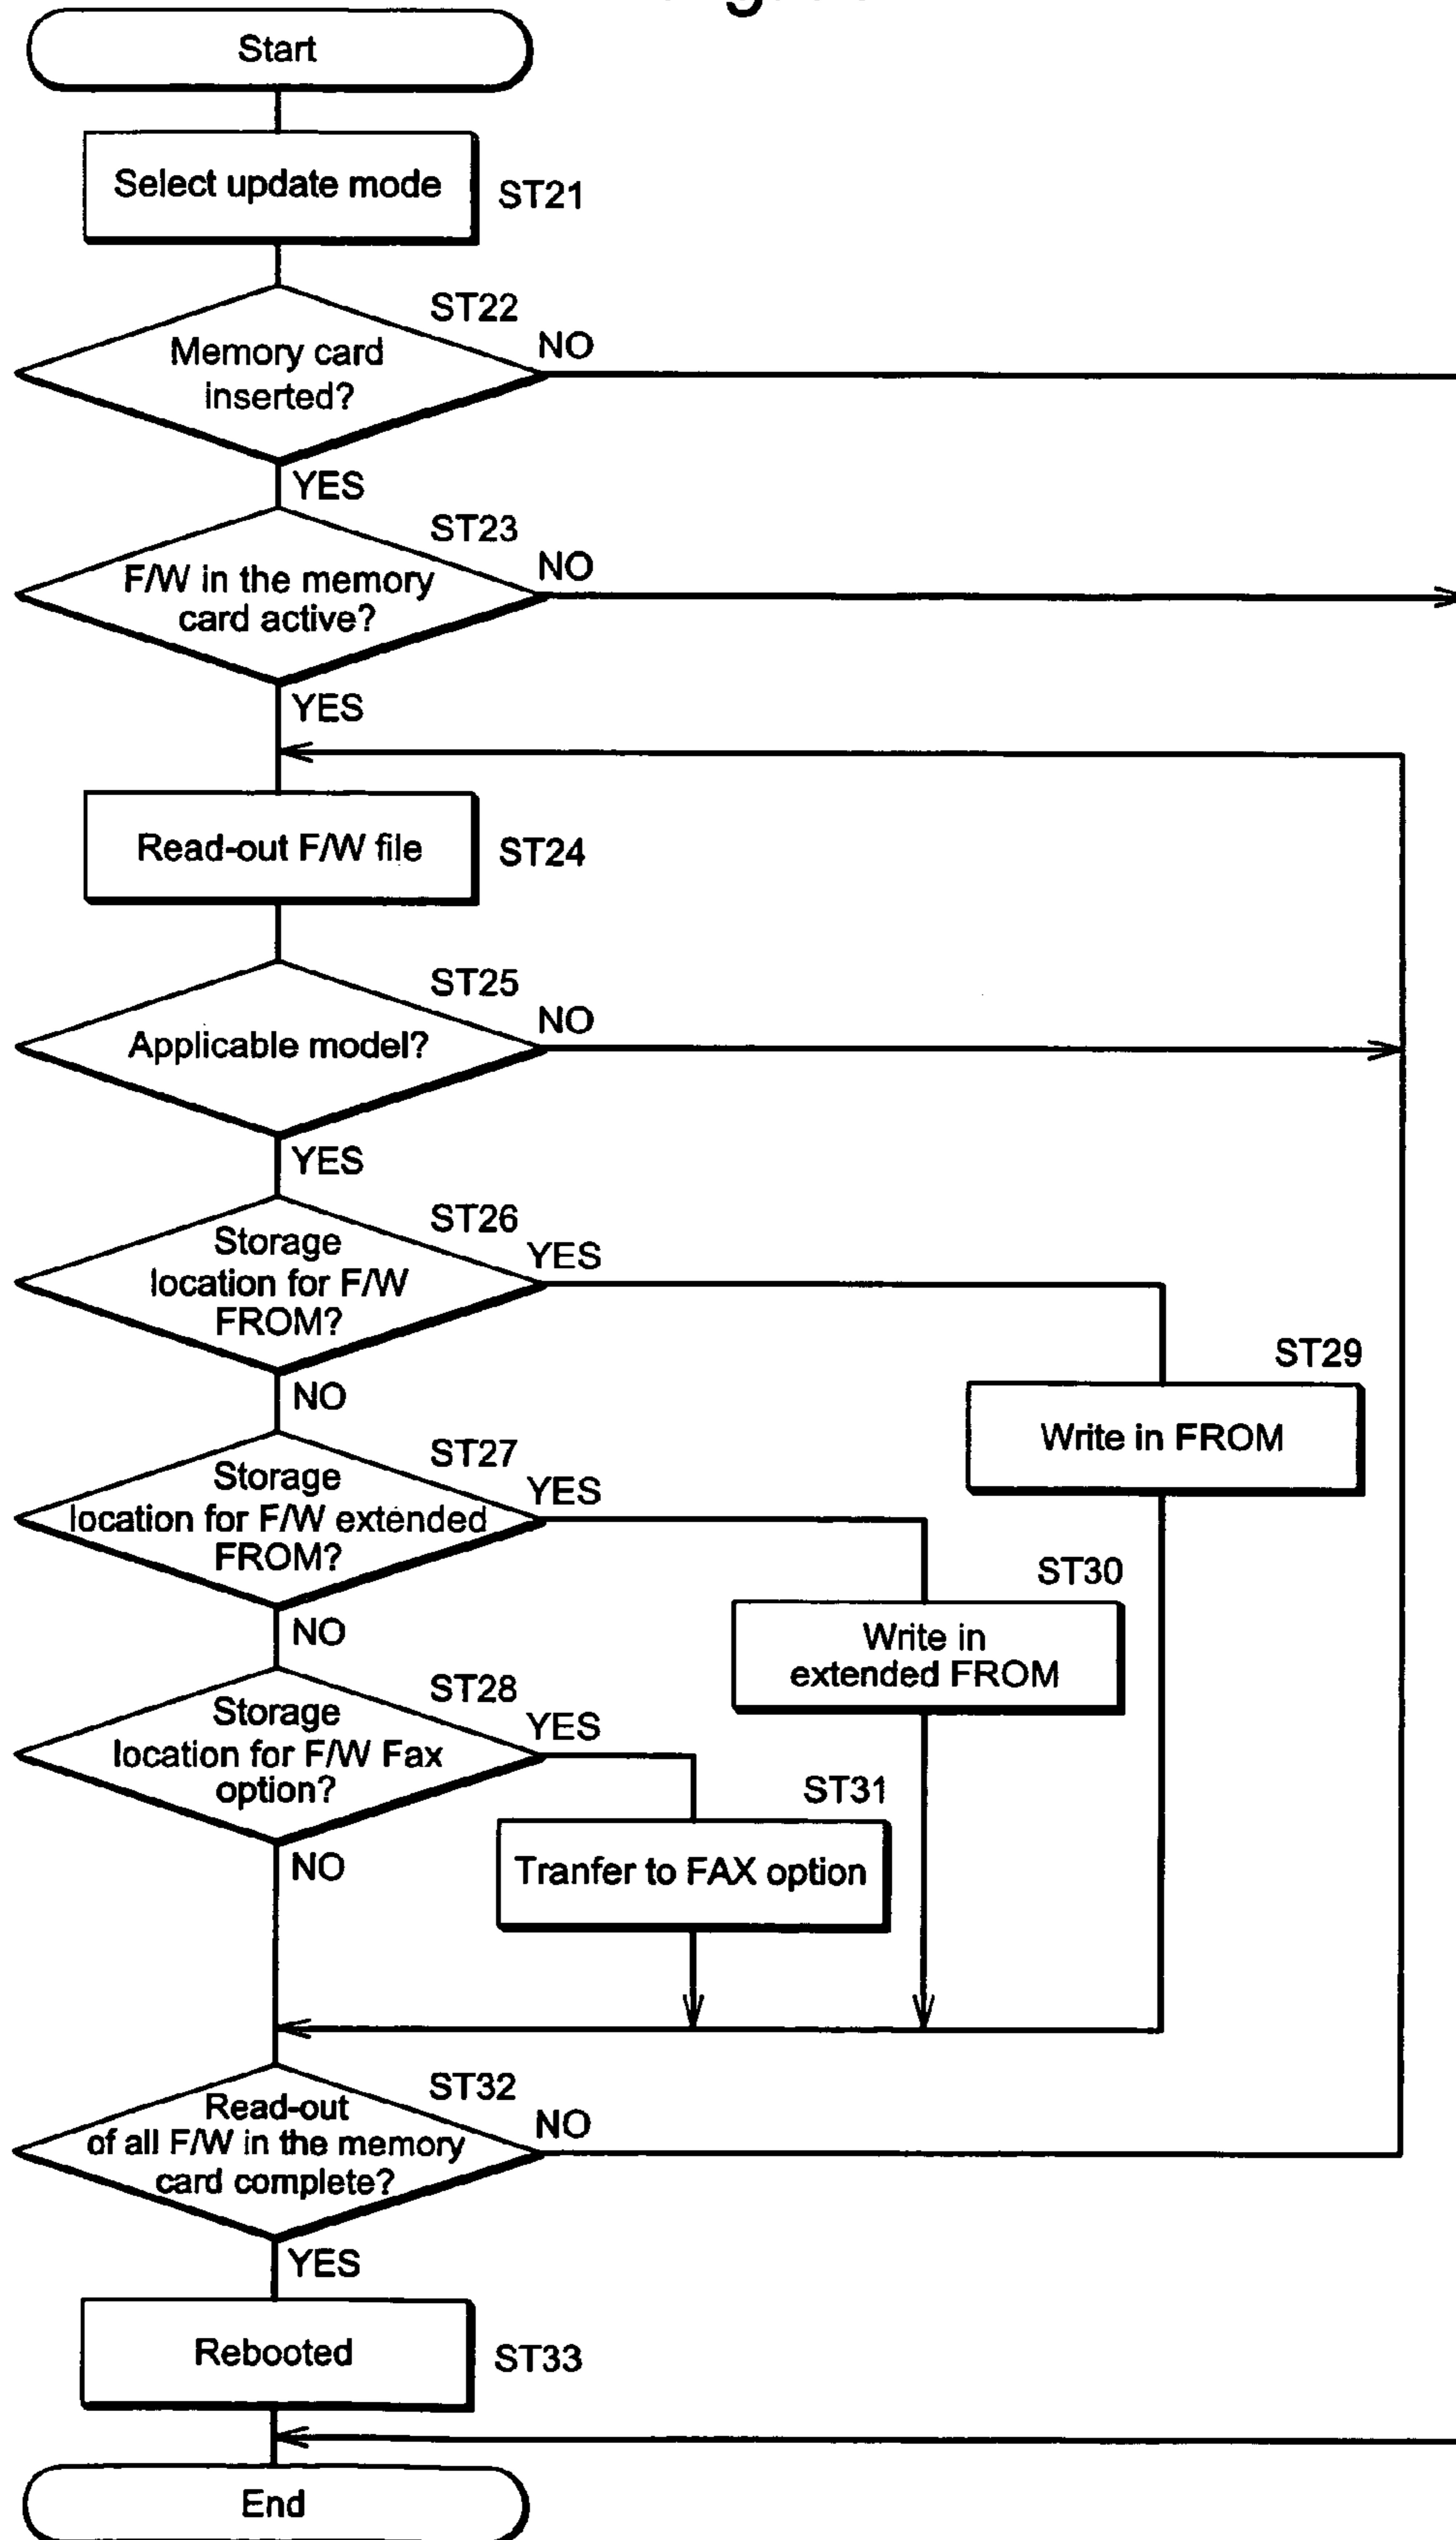 Start
Select update mode
ST21
ST22
Memory card
inserted?
NO
YES
ST23
F/W in the memory
card active?
NO
YES
Read-out F/W file
ST24
ST25
Applicable model?
NO
YES
ST26
Storage
location for F/W
FROM?
YES
NO
ST29
Write in FROM
ST27
Storage
location for F/W extended
FROM?
YES
NO
ST30
Write in
extended FROM
ST28
Storage
location for F/W Fax
option?
YES
NO
ST31
Tranfer to FAX option
ST32
Read-out
of all F/W in the memory
card complete?
NO
YES
Rebooted
ST33
End